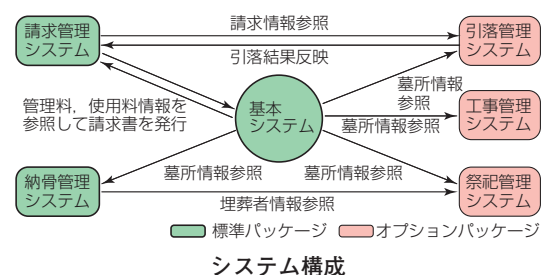 請求管理
システム
請求情報参照
引落管理
システム
引落結果反映
管理料，使用料情報を
参照して請求書を発行
基本
システム
墓所情報
参照
工事管理
システム
墓所情報参照
納骨管理
システム
墓所情報参照
墓所情報参照
祭祀管理
システム
埋葬者情報参照
標準パッケージ
オプションパッケージ
システム構成